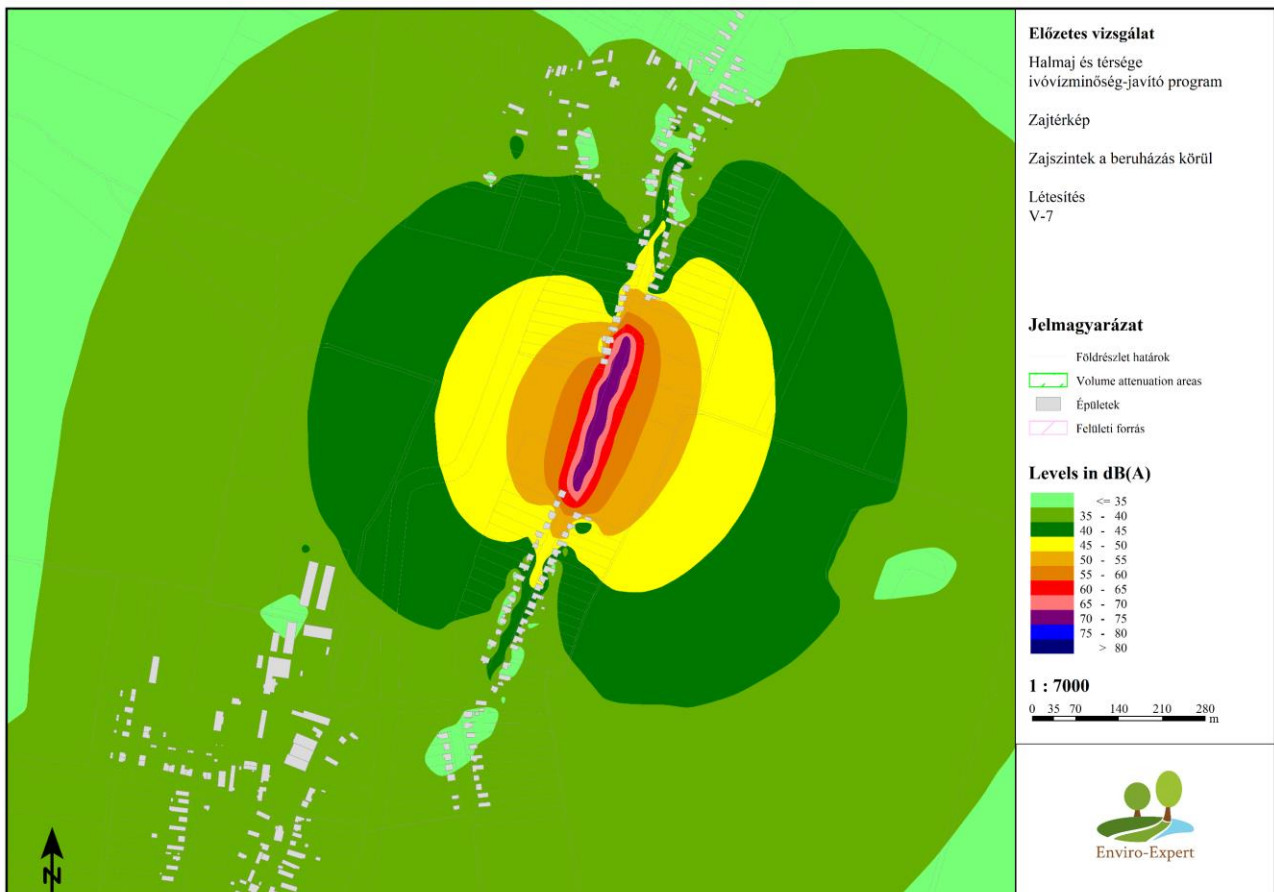 Előzetes vizsgálat
Halmaj és térsége
ivóvízminőség-javító program
Zajtérkép
Zajszintek a beruházás körül
Létesítés
V-7
Jelmagyarázat
Földrészlet határok
Volume attenuation areas
Épületek
Felületi forrás
Levels in dB(A)
<= 35
35 - 40
40 - 45
45 - 50
50 - 55
55 - 60
60 - 65
65 - 70
70 - 75
75 - 80
> 80
1 : 7000
0 35 70 140 210 280
m
Enviro-Expert
N